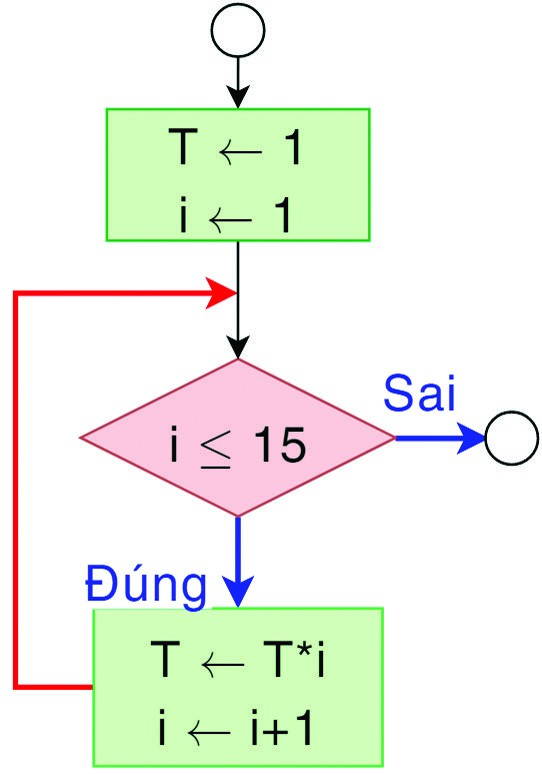 T ← 1
i ← 1
i ≤ 15
Sai
Đúng
T ← T*i
i ← i+1